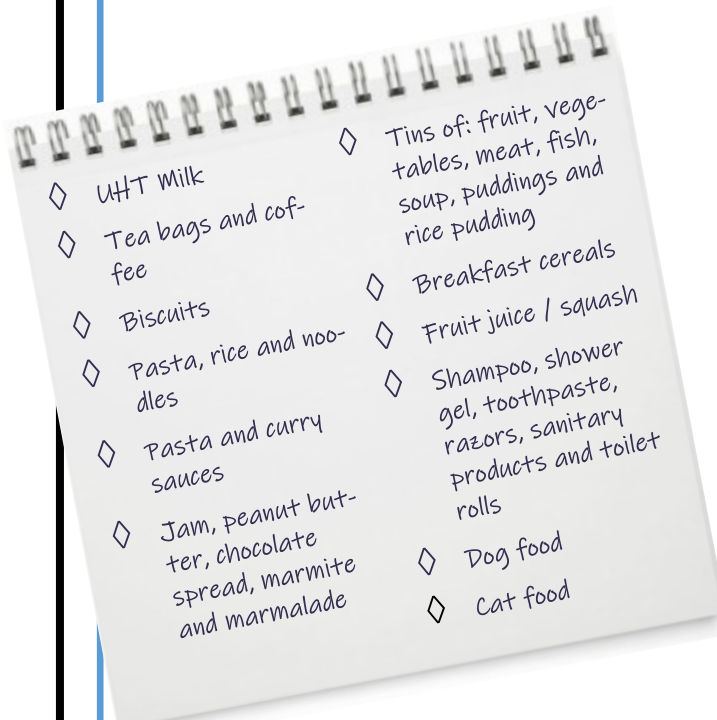 UHT Milk
Tea bags and cof-
fee
Biscuits
Pasta, rice and noo-
dles
Pasta and curry
sauces
Jam, peanut but-
ter, chocolate
spread, marmite
and marmalade
Tins of: fruit, vege-
tables, meat, fish,
soup, puddings and
rice pudding
Breakfast cereals
Fruit juice / squash
Shampoo, shower
gel, toothpaste,
razors, sanitary
products and toilet
rolls
Dog food
Cat food